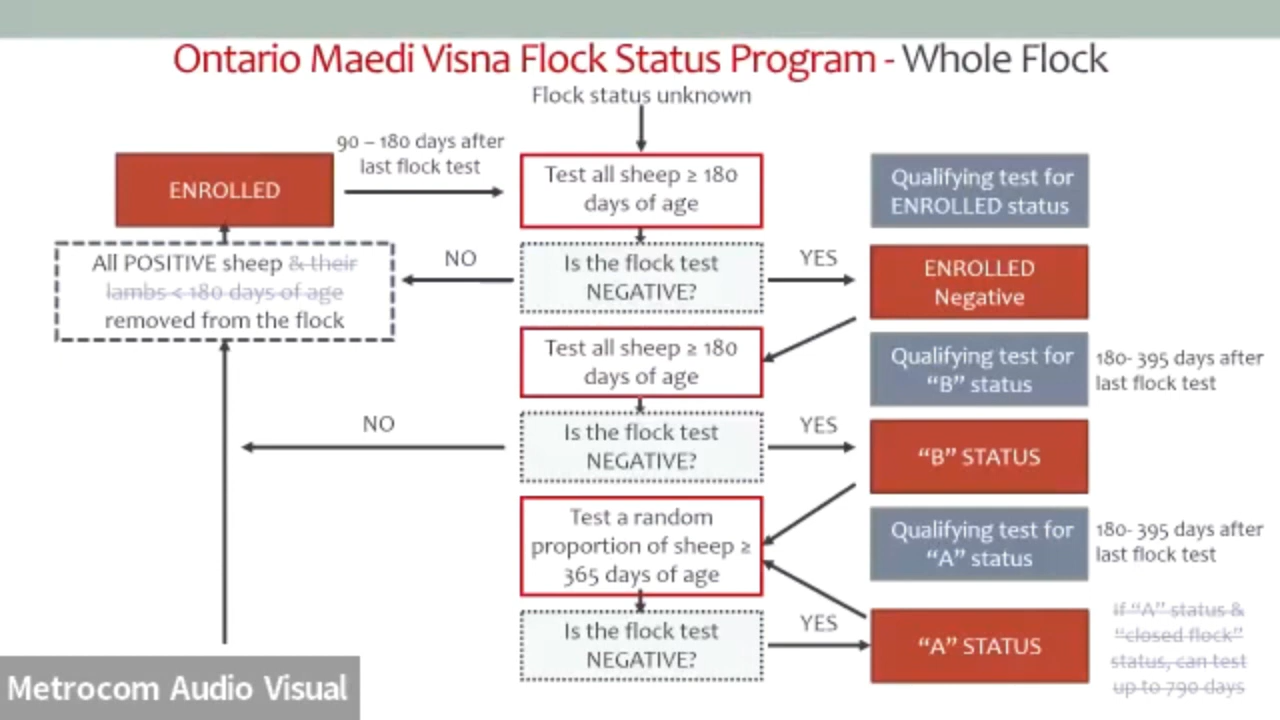 Ontario Maedi Visna Flock Status Program - Whole Flock
Flock status unknown
90 – 180 days after
last flock test
ENROLLED
Test all sheep ≥ 180
days of age
Qualifying test for
ENROLLED status
All POSITIVE sheep & their
lambs < 180 days of age
removed from the flock
NO
Is the flock test
NEGATIVE?
YES
ENROLLED
Negative
Test all sheep ≥ 180
days of age
Qualifying test for
“B” status
180- 395 days after
last flock test
NO
Is the flock test
NEGATIVE?
YES
“B” STATUS
Test a random
proportion of sheep ≥
365 days of age
Qualifying test for
“A” status
180- 395 days after
last flock test
Is the flock test
NEGATIVE?
YES
“A” STATUS
if “A” status &
“closed flock”
status, can test
up to 790 days
Metrocom Audio Visual